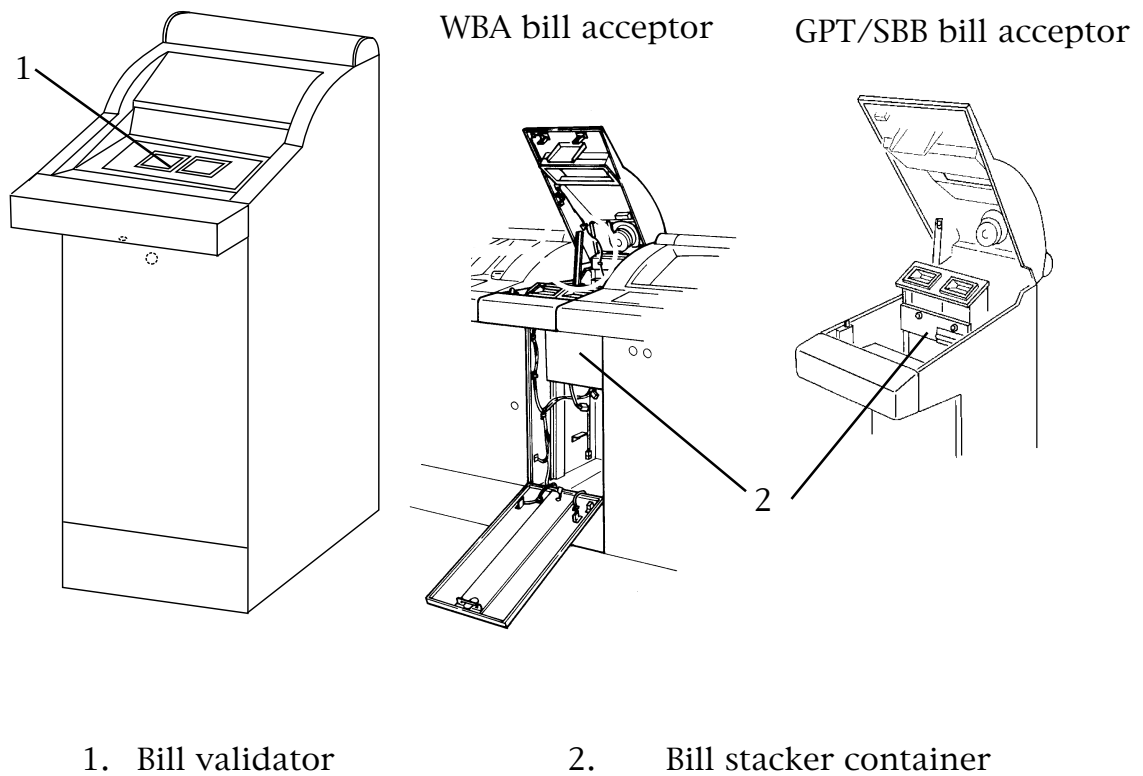 WBA bill acceptor
GPT/SBB bill acceptor
1
2
1. Bill validator
2. Bill stacker container